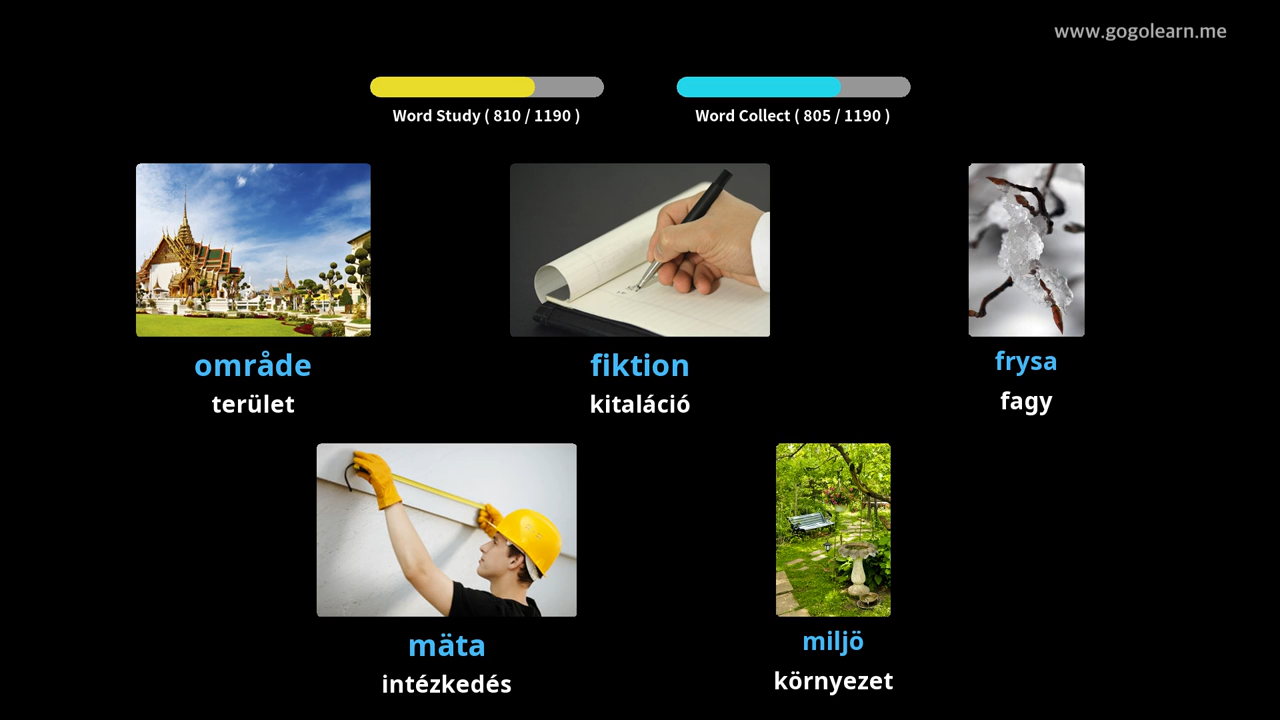 www.gogolearn.me
Word Study ( 810 / 1190 )
Word Collect ( 805 / 1190 )
område
terület
fiktion
kitaláció
frysa
fagy
mäta
intézkedés
miljö
környezet